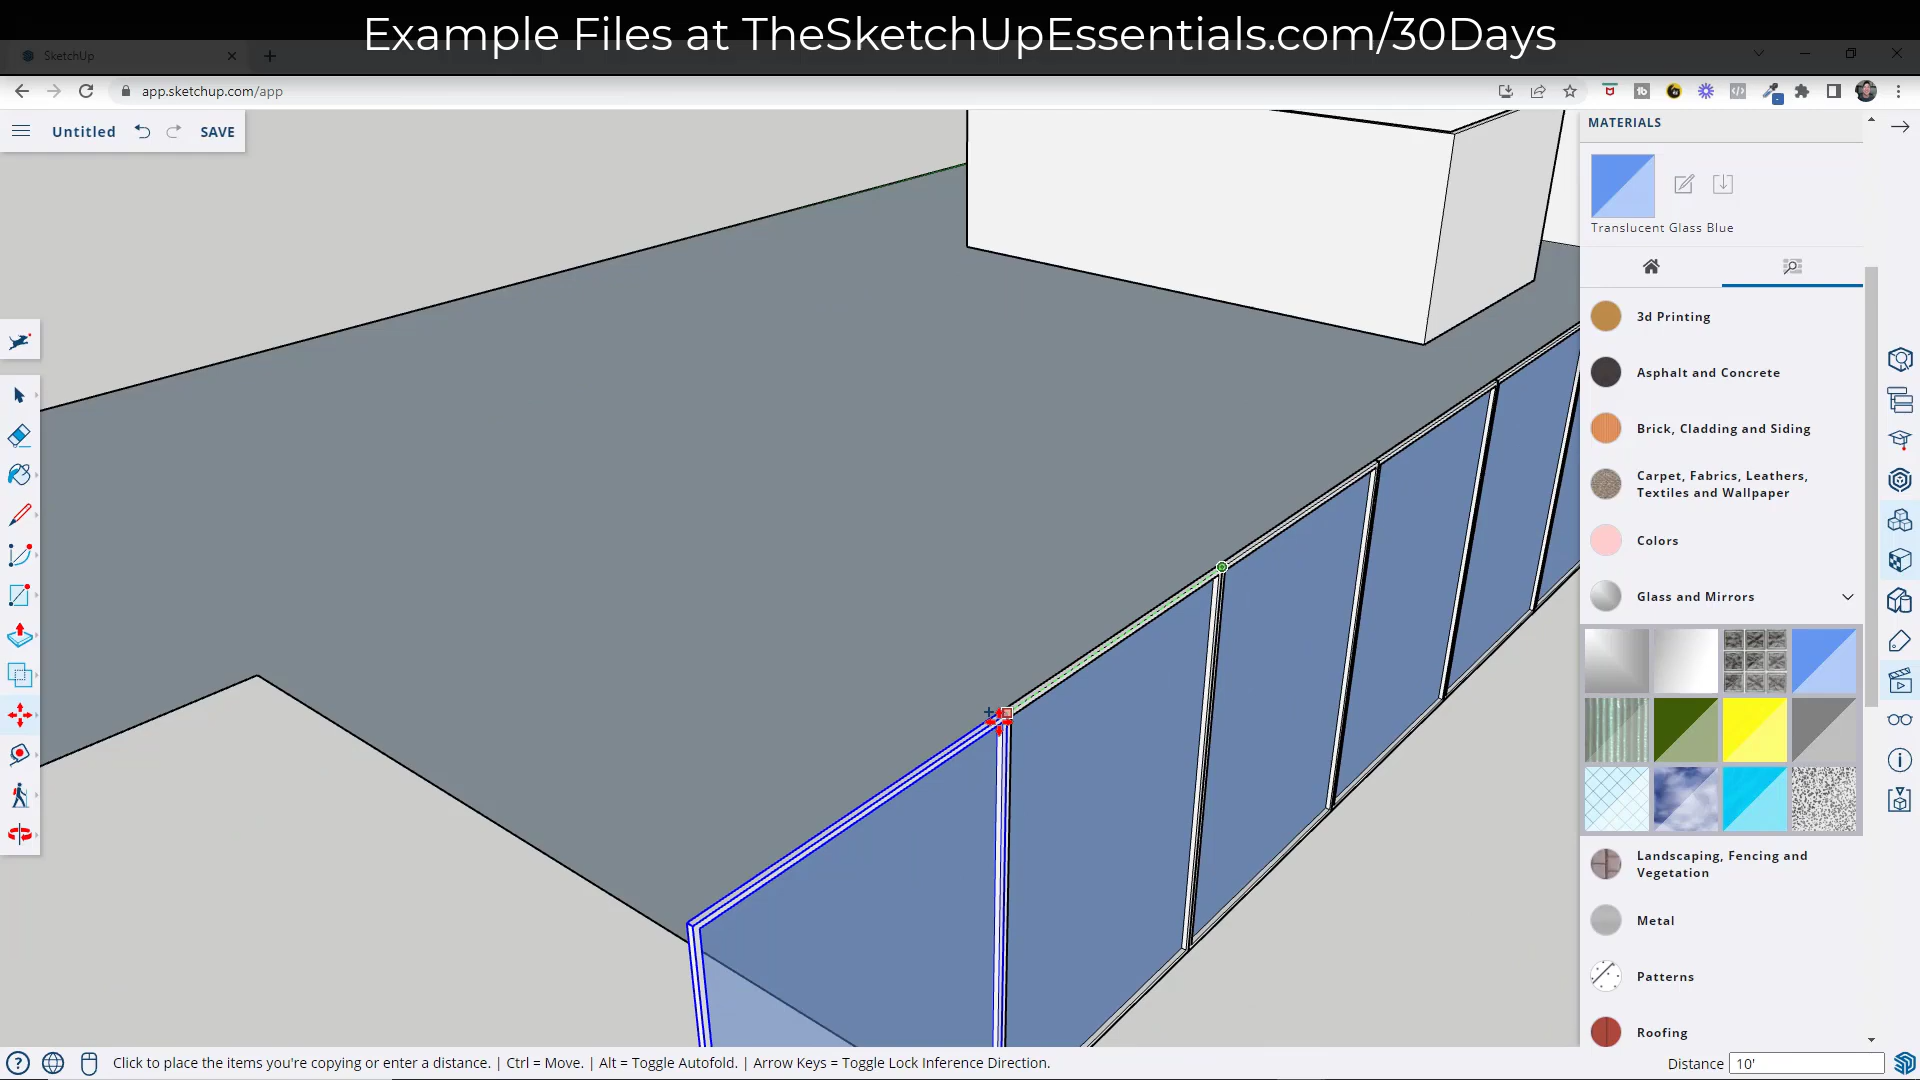 Example Files at TheSketchUpEssentials.com/30Days
SketchUp
app.sketchup.com/app
Untitled
SAVE
MATERIALS
Translucent Glass Blue
3d Printing
Asphalt and Concrete
Brick, Cladding and Siding
Carpet, Fabrics, Leathers,
Textiles and Wallpaper
Colors
Glass and Mirrors
Landscaping, Fencing and
Vegetation
Metal
Patterns
Roofing
Click to place the items you're copying or enter a distance. | Ctrl = Move. | Alt = Toggle Autofold. | Arrow Keys = Toggle Lock Inference Direction.
Distance 10'